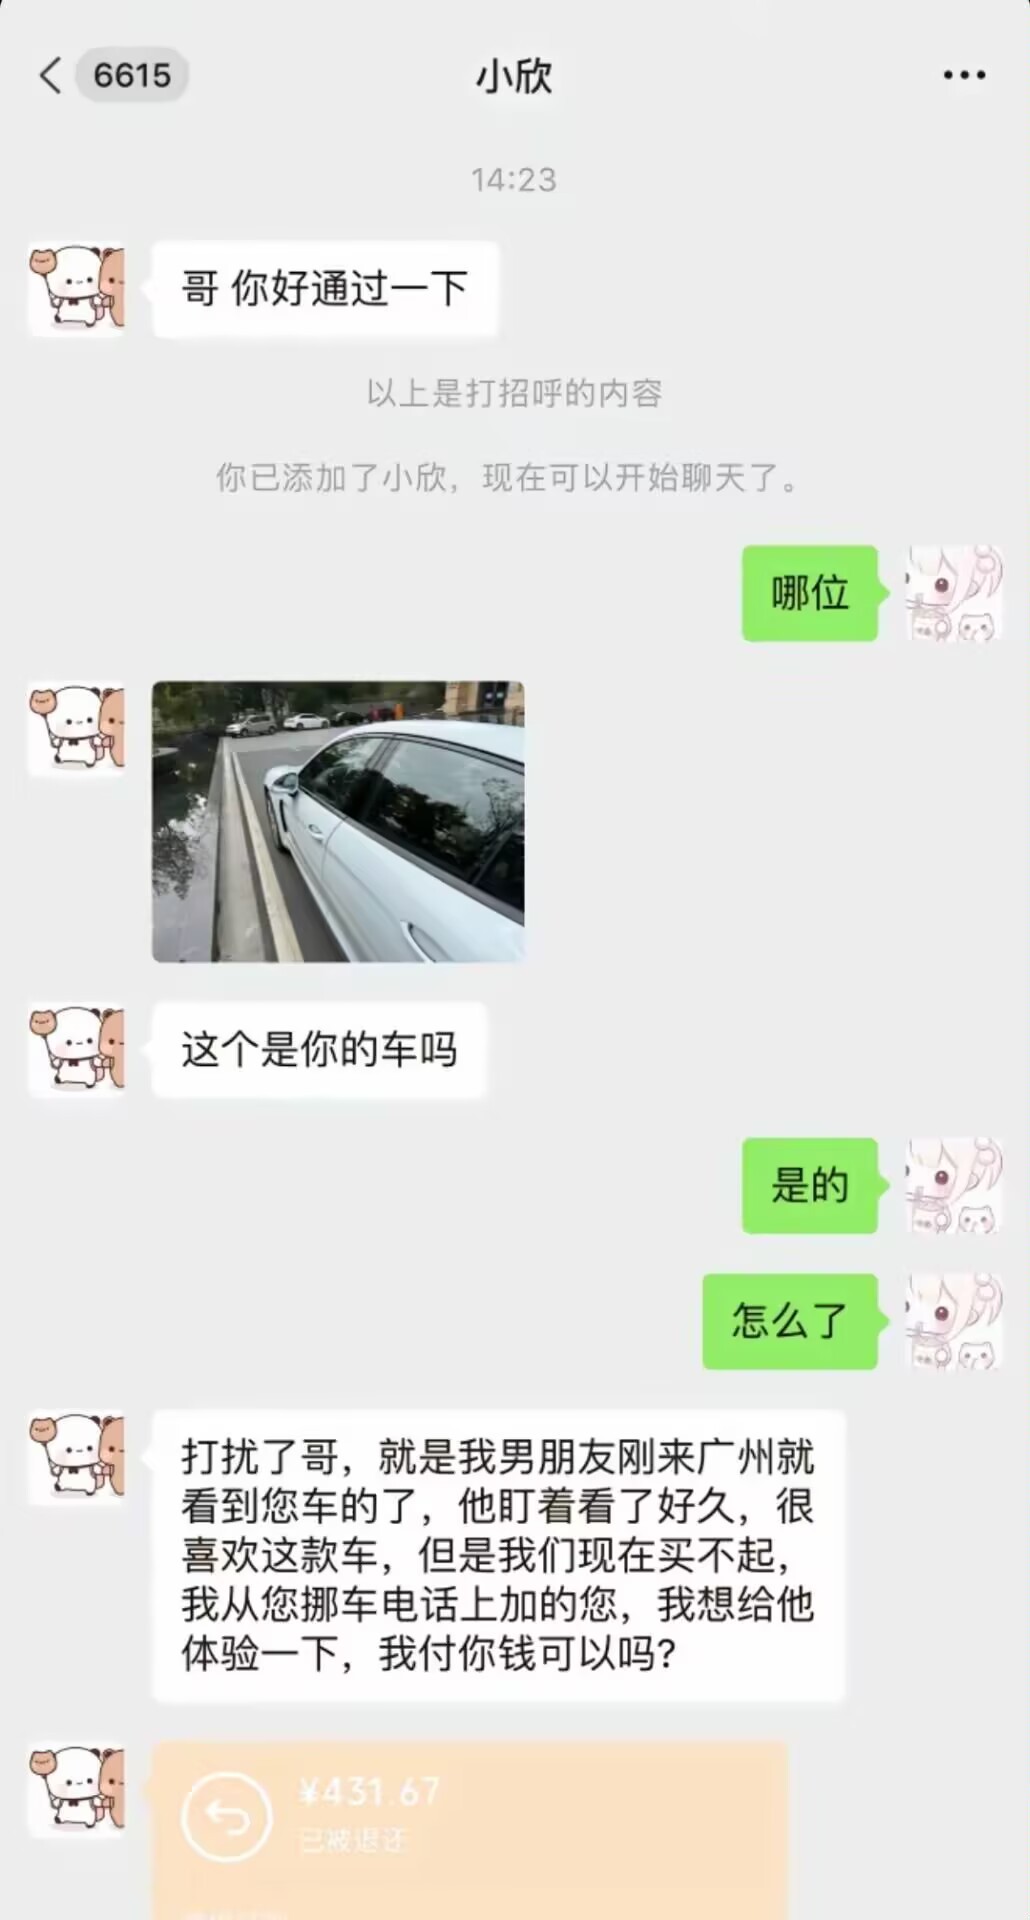 6615
小欣
14:23
哥 你好通过一下
以上是打招呼的内容
你已添加了小欣，现在可以开始聊天了。
哪位
这个是你的车吗
是的
怎么了
打扰了哥，就是我男朋友刚来广州就
看到您车的了，他盯着看了好久，很
喜欢这款车，但是我们现在买不起，
我从您挪车电话上加的您，我想给他
体验一下，我付你钱可以吗？
¥431.67
已被退还